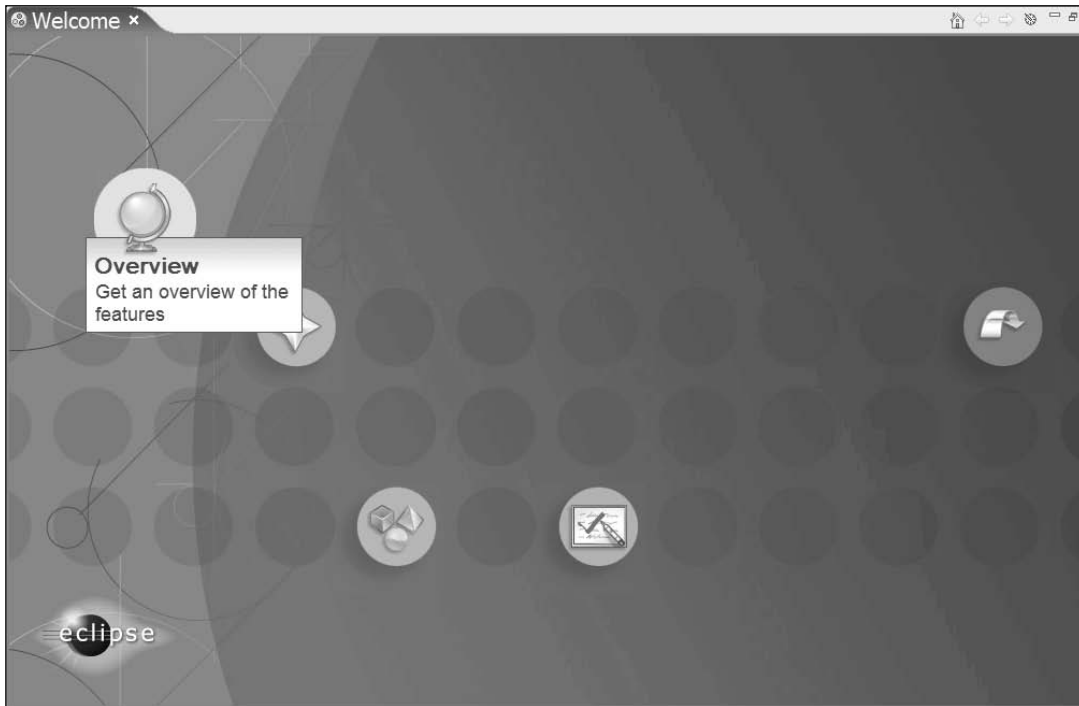 Welcome
Overview
Get an overview of the
features
eclipse